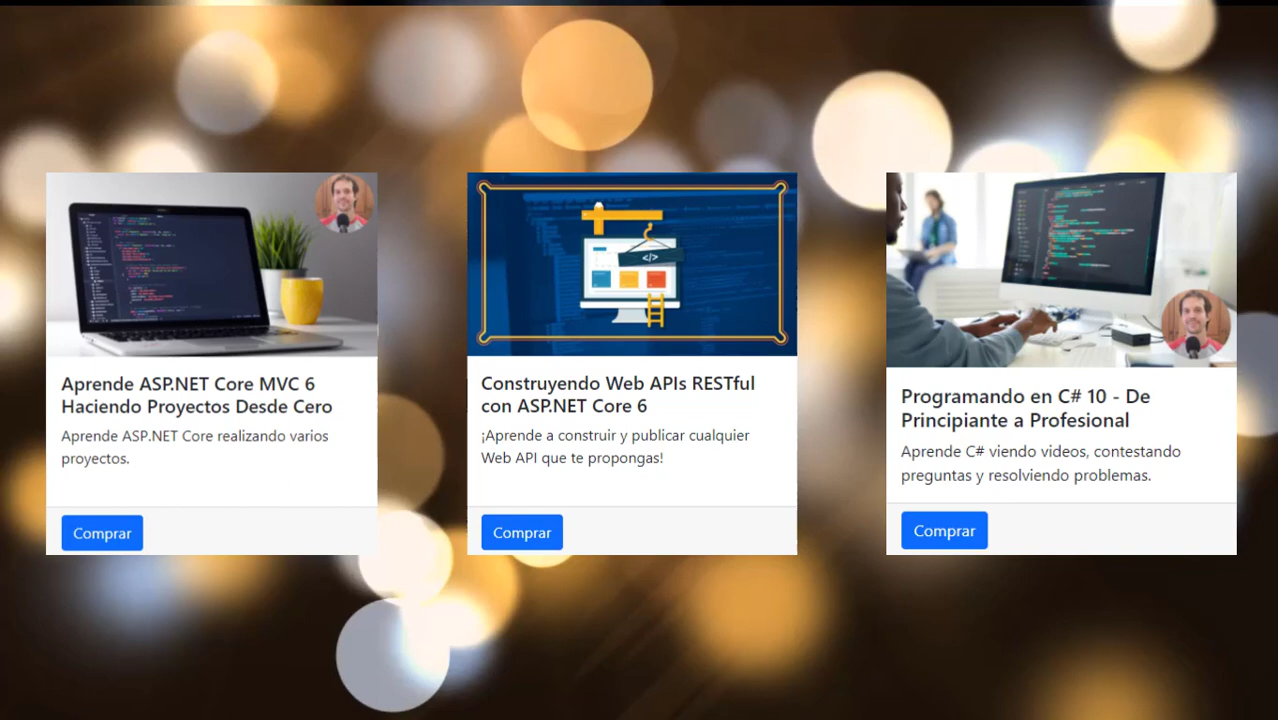 Aprende ASP.NET Core MVC 6
Haciendo Proyectos Desde Cero
Aprende ASP.NET Core realizando varios
proyectos.
Comprar
</>
Construyendo Web APIs RESTful
con ASP.NET Core 6
¡Aprende a construir y publicar cualquier
Web API que te propongas!
Comprar
Programando en C# 10 - De
Principiante a Profesional
Aprende C# viendo videos, contestando
preguntas y resolviendo problemas.
Comprar